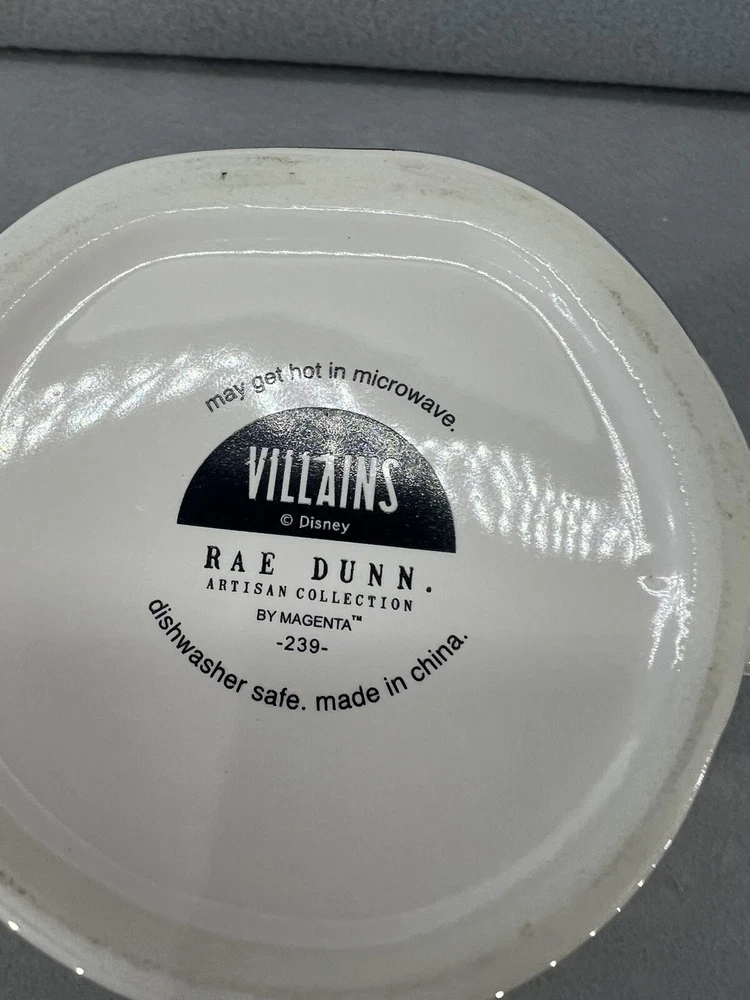 may get hot in microwave.
VILLAINS
© Disney
RAE DUNN.
ARTISAN COLLECTION
BY MAGENTA™
-239-
dishwasher safe. made in china.